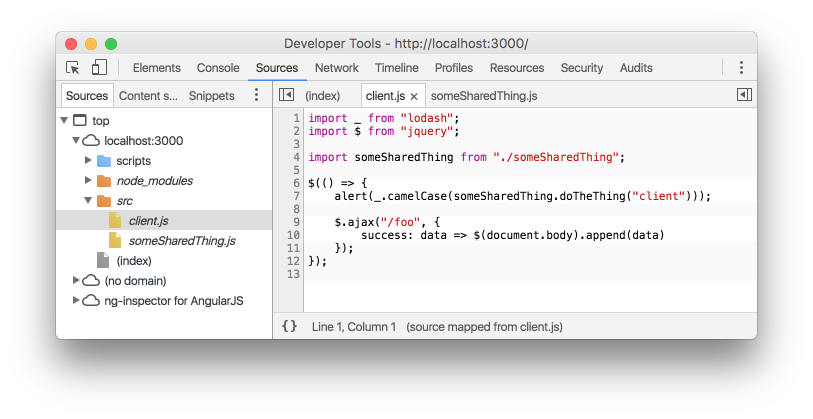 Developer Tools - http://localhost:3000/
Elements Console Sources Network Timeline Profiles Resources Security Audits
Sources Content s... Snippets
(index) client.js × someSharedThing.js
top
localhost:3000
scripts
node_modules
src
client.js
someSharedThing.js
(index)
(no domain)
ng-inspector for AngularJS
1 import _ from "lodash";
2 import $ from "jquery";
3
4 import someSharedThing from "./someSharedThing";
5
6 $(() => {
7     alert(_.camelCase(someSharedThing.doTheThing("client")));
8
9     $.ajax("/foo", {
10         success: data => $(document.body).append(data)
11     });
12 });
13
{} Line 1, Column 1 (source mapped from client.js)